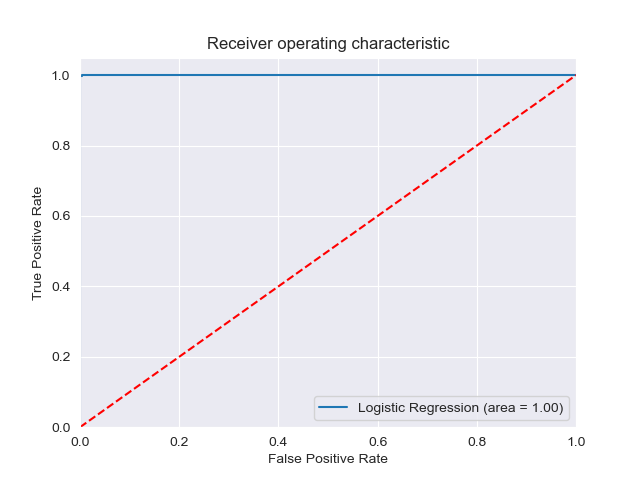 Receiver operating characteristic
True Positive Rate
1.0
0.8
0.6
0.4
0.2
0.0
Logistic Regression (area = 1.00)
0.0 0.2 0.4 0.6 0.8 1.0
False Positive Rate